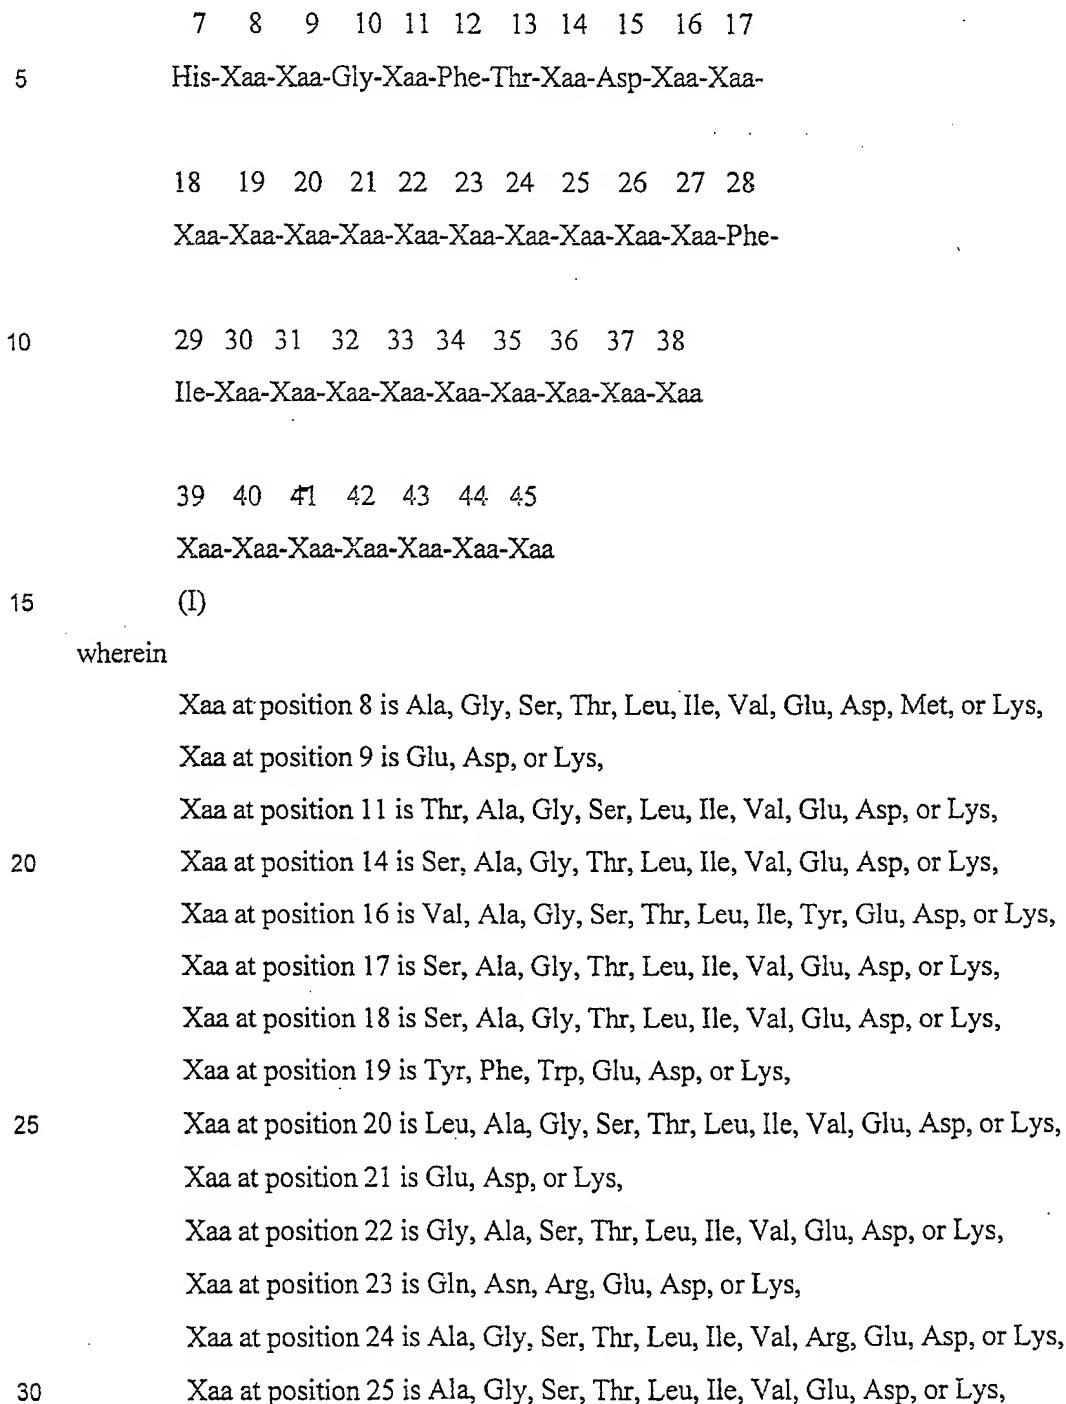 7 8 9 10 11 12 13 14 15 16 17
5 His-Xaa-Xaa-Gly-Xaa-Phe-Thr-Xaa-Asp-Xaa-Xaa-
18 19 20 21 22 23 24 25 26 27 28
Xaa-Xaa-Xaa-Xaa-Xaa-Xaa-Xaa-Xaa-Xaa-Xaa-Phe-
10 29 30 31 32 33 34 35 36 37 38
Ile-Xaa-Xaa-Xaa-Xaa-Xaa-Xaa-Xaa-Xaa-Xaa
39 40 41 42 43 44 45
Xaa-Xaa-Xaa-Xaa-Xaa-Xaa-Xaa
15 (I)
wherein
Xaa at position 8 is Ala, Gly, Ser, Thr, Leu, Ile, Val, Glu, Asp, Met, or Lys,
Xaa at position 9 is Glu, Asp, or Lys,
Xaa at position 11 is Thr, Ala, Gly, Ser, Leu, Ile, Val, Glu, Asp, or Lys,
20 Xaa at position 14 is Ser, Ala, Gly, Thr, Leu, Ile, Val, Glu, Asp, or Lys,
Xaa at position 16 is Val, Ala, Gly, Ser, Thr, Leu, Ile, Tyr, Glu, Asp, or Lys,
Xaa at position 17 is Ser, Ala, Gly, Thr, Leu, Ile, Val, Glu, Asp, or Lys,
Xaa at position 18 is Ser, Ala, Gly, Thr, Leu, Ile, Val, Glu, Asp, or Lys,
Xaa at position 19 is Tyr, Phe, Trp, Glu, Asp, or Lys,
25 Xaa at position 20 is Leu, Ala, Gly, Ser, Thr, Leu, Ile, Val, Glu, Asp, or Lys,
Xaa at position 21 is Glu, Asp, or Lys,
Xaa at position 22 is Gly, Ala, Ser, Thr, Leu, Ile, Val, Glu, Asp, or Lys,
Xaa at position 23 is Gln, Asn, Arg, Glu, Asp, or Lys,
Xaa at position 24 is Ala, Gly, Ser, Thr, Leu, Ile, Val, Arg, Glu, Asp, or Lys,
30 Xaa at position 25 is Ala, Gly, Ser, Thr, Leu, Ile, Val, Glu, Asp, or Lys,